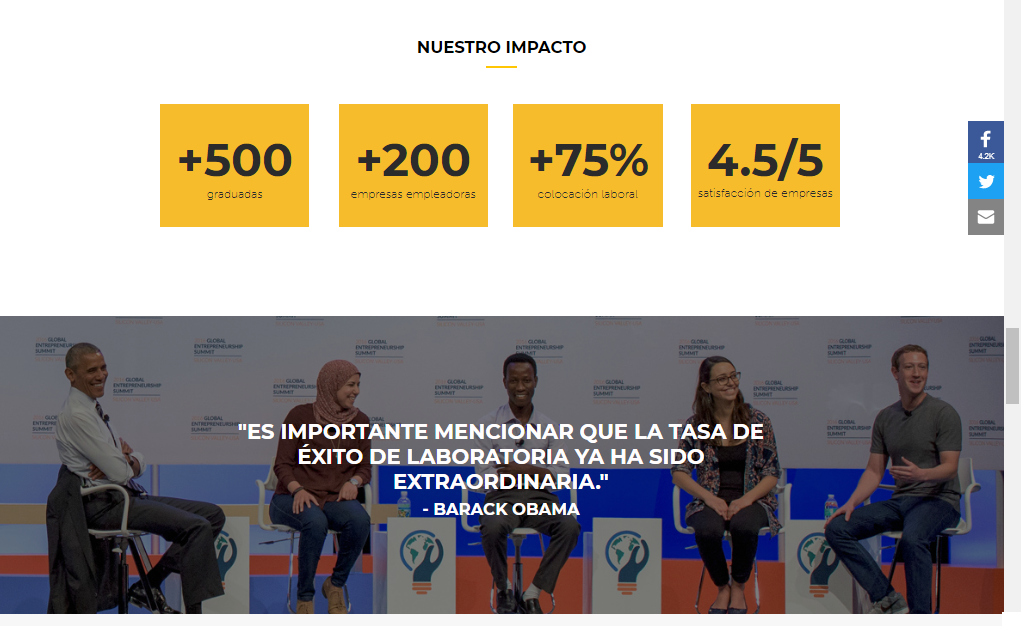 NUESTRO IMPACTO
+500
graduadas
+200
empresas empleadoras
+75%
colocación laboral
4.5/5
satisfacción de empresas
4.2K
GLOBAL
ENTREPRENEURSHIP
SUMMIT
"ES IMPORTANTE MENCIONAR QUE LA TASA DE
ÉXITO DE LABORATORIA YA HA SIDO
EXTRAORDINARIA."
- BARACK OBAMA